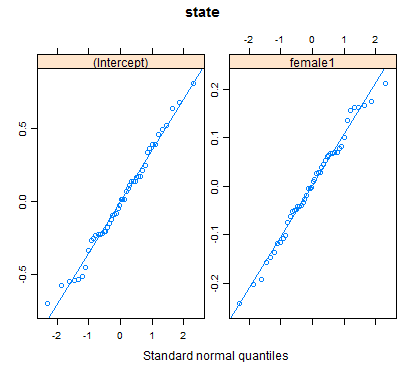 state
-2 -1 0 1 2
(Intercept) female1
0.5
0.0
-0.5
0.2
0.1
0.0
-0.1
-0.2
-2 -1 0 1 2
Standard normal quantiles